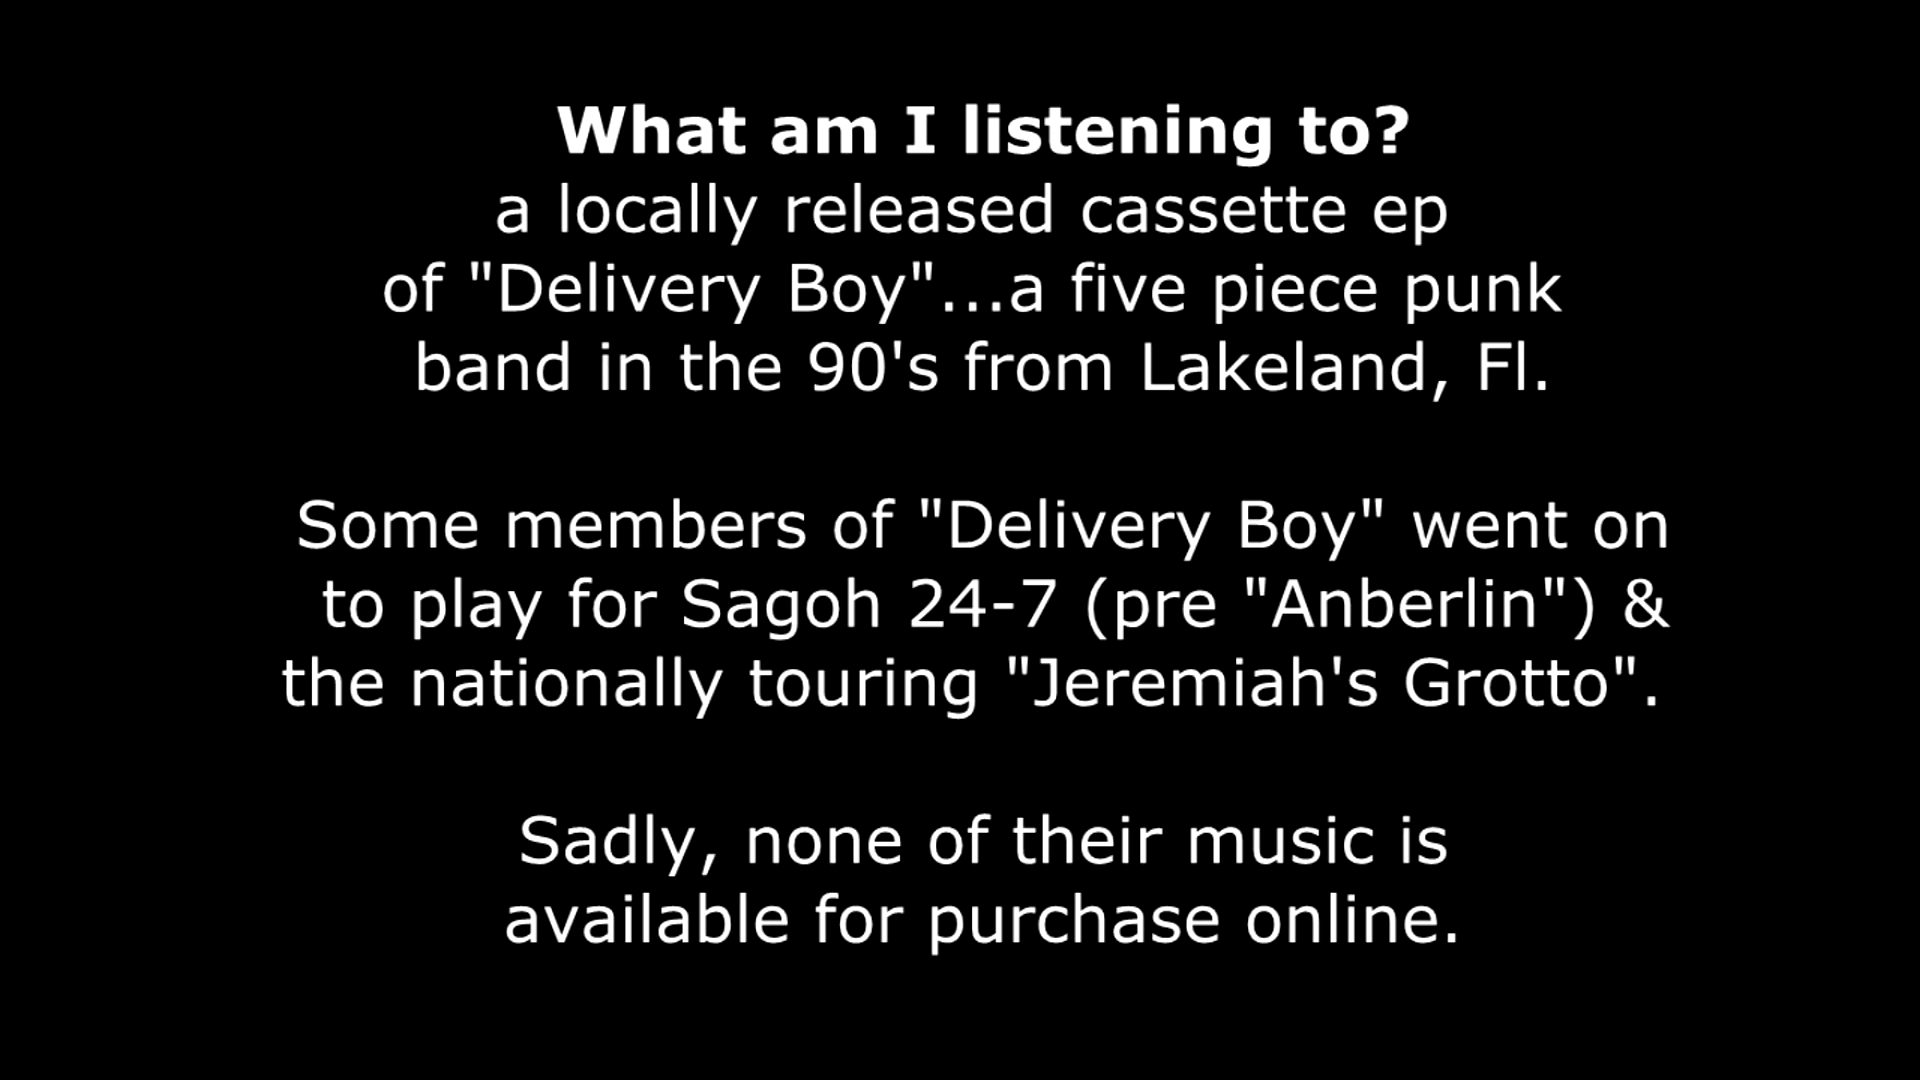 What am I listening to?
a locally released cassette ep
of "Delivery Boy"...a five piece punk
band in the 90's from Lakeland, Fl.
Some members of "Delivery Boy" went on
to play for Sagoh 24-7 (pre "Anberlin") &
the nationally touring "Jeremiah's Grotto".
Sadly, none of their music is
available for purchase online.